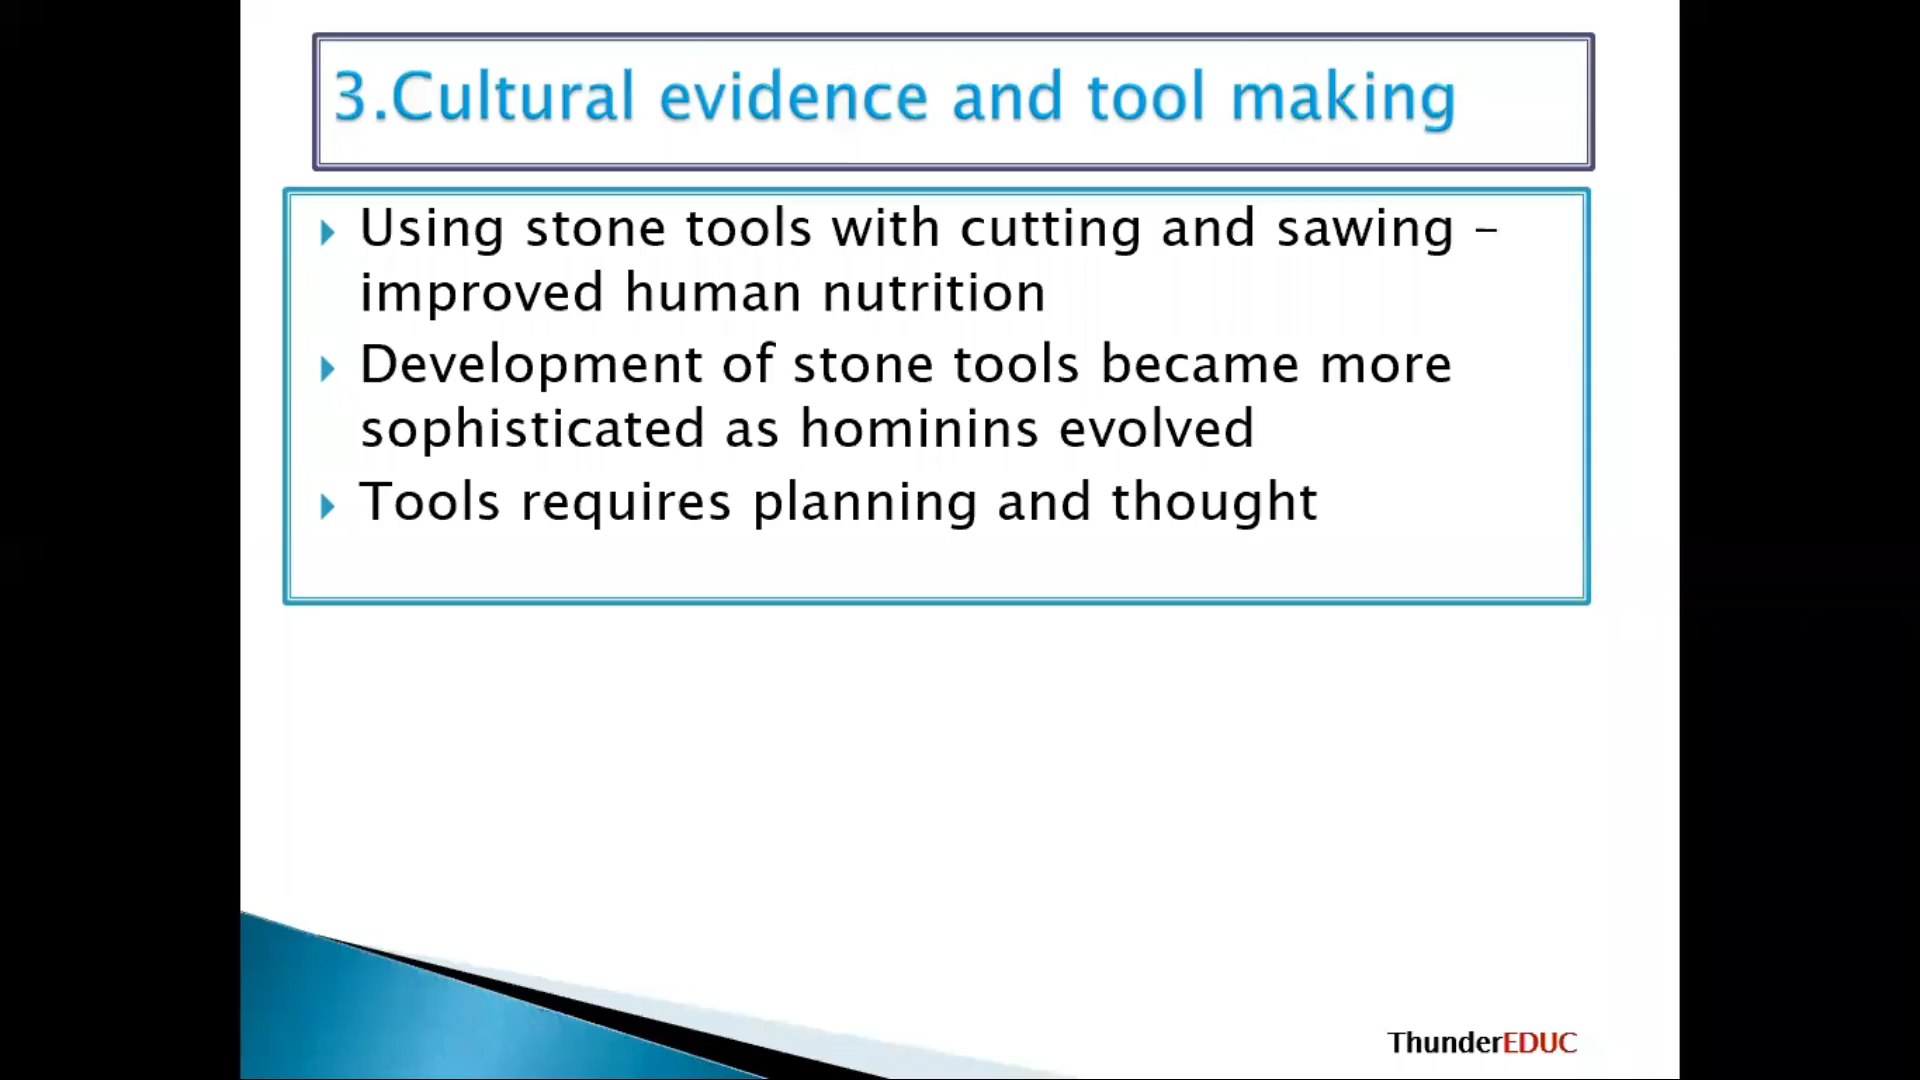 3.Cultural evidence and tool making
Using stone tools with cutting and sawing –
improved human nutrition
Development of stone tools became more
sophisticated as hominins evolved
Tools requires planning and thought
ThunderEDUC